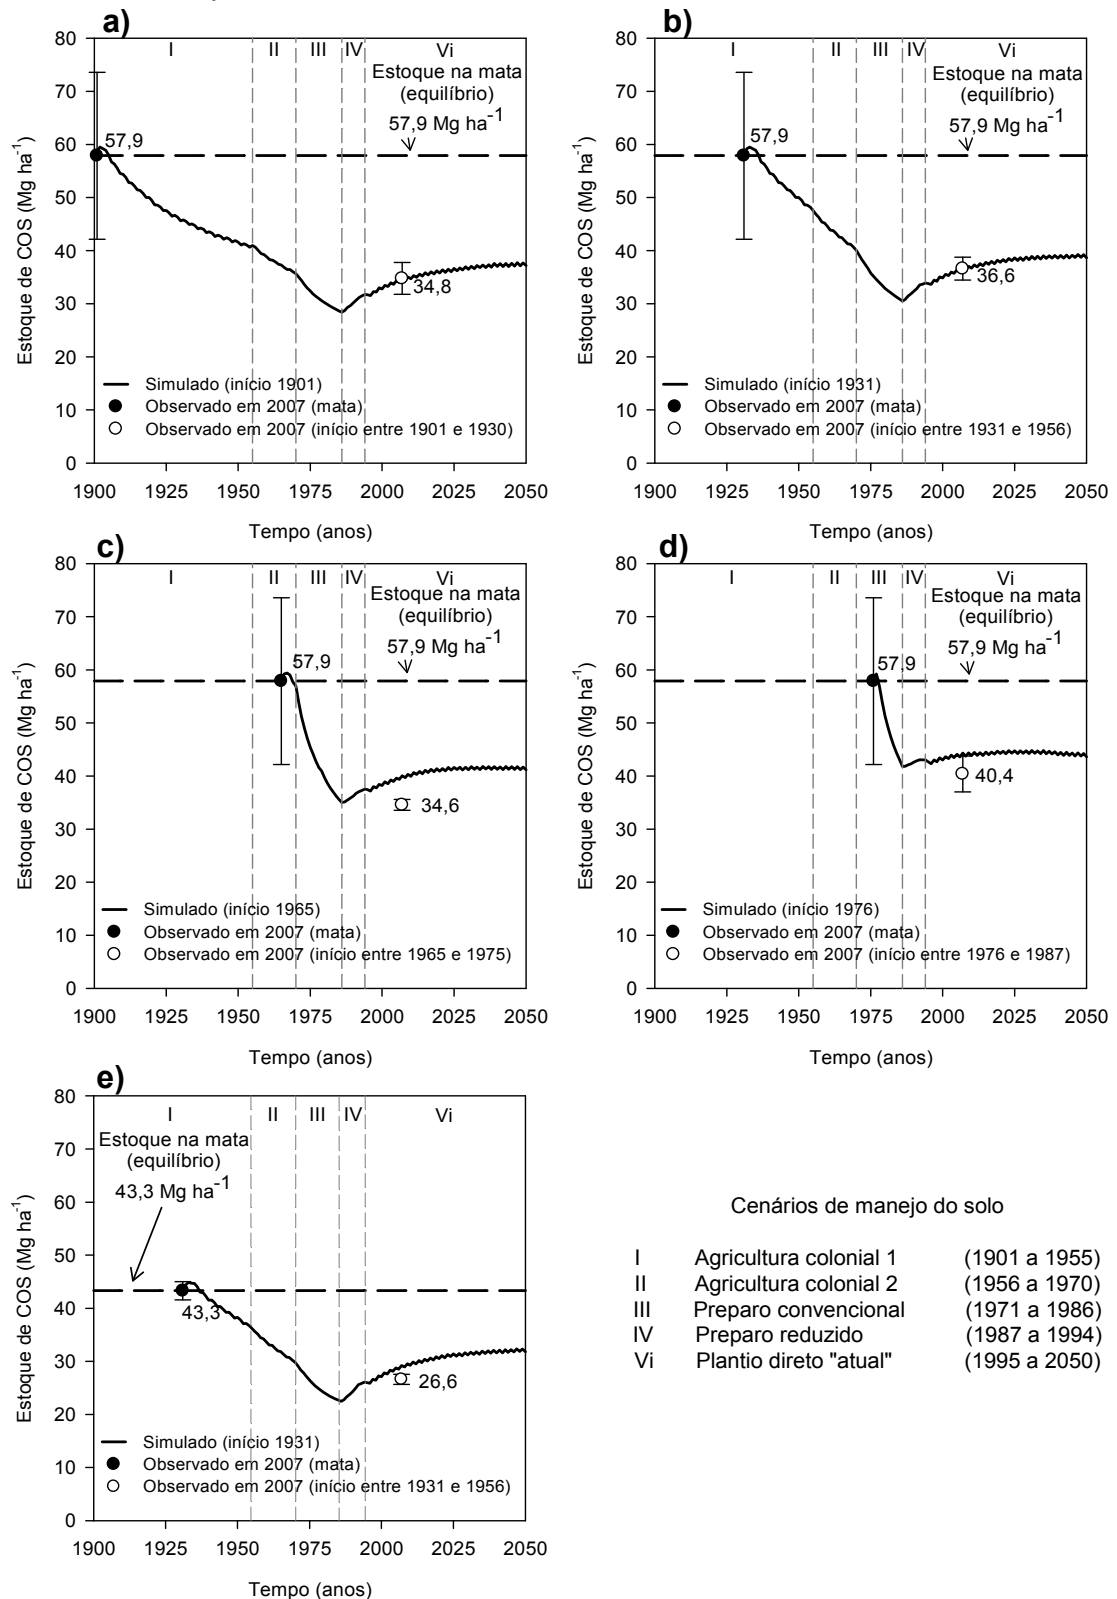 a)
I II III IV Vi
Estoque na mata
(equilíbrio)
57,9 Mg ha-1
57,9
34,8
Simulado (início 1901)
Observado em 2007 (mata)
Observado em 2007 (início entre 1901 e 1930)
Estoque de COS (Mg ha-1)
80
70
60
50
40
30
20
10
0
1900 1925 1950 1975 2000 2025 2050
Tempo (anos)
b)
I II III IV Vi
Estoque na mata
(equilíbrio)
57,9 Mg ha-1
57,9
36,6
Simulado (início 1931)
Observado em 2007 (mata)
Observado em 2007 (início entre 1931 e 1956)
Estoque de COS (Mg ha-1)
80
70
60
50
40
30
20
10
0
1900 1925 1950 1975 2000 2025 2050
Tempo (anos)
c)
I II III IV Vi
Estoque na mata
(equilíbrio)
57,9 Mg ha-1
57,9
34,6
Simulado (início 1965)
Observado em 2007 (mata)
Observado em 2007 (início entre 1965 e 1975)
Estoque de COS (Mg ha-1)
80
70
60
50
40
30
20
10
0
1900 1925 1950 1975 2000 2025 2050
Tempo (anos)
d)
I II III IV Vi
Estoque na mata
(equilíbrio)
57,9 Mg ha-1
57,9
40,4
Simulado (início 1976)
Observado em 2007 (mata)
Observado em 2007 (início entre 1976 e 1987)
Estoque de COS (Mg ha-1)
80
70
60
50
40
30
20
10
0
1900 1925 1950 1975 2000 2025 2050
Tempo (anos)
e)
I II III IV Vi
Estoque na mata
(equilíbrio)
43,3 Mg ha-1
43,3
26,6
Simulado (início 1931)
Observado em 2007 (mata)
Observado em 2007 (início entre 1931 e 1956)
Estoque de COS (Mg ha-1)
80
70
60
50
40
30
20
10
0
1900 1925 1950 1975 2000 2025 2050
Tempo (anos)
Cenários de manejo do solo
I Agricultura colonial 1 (1901 a 1955)
II Agricultura colonial 2 (1956 a 1970)
III Preparo convencional (1971 a 1986)
IV Preparo reduzido (1987 a 1994)
Vi Plantio direto "atual" (1995 a 2050)